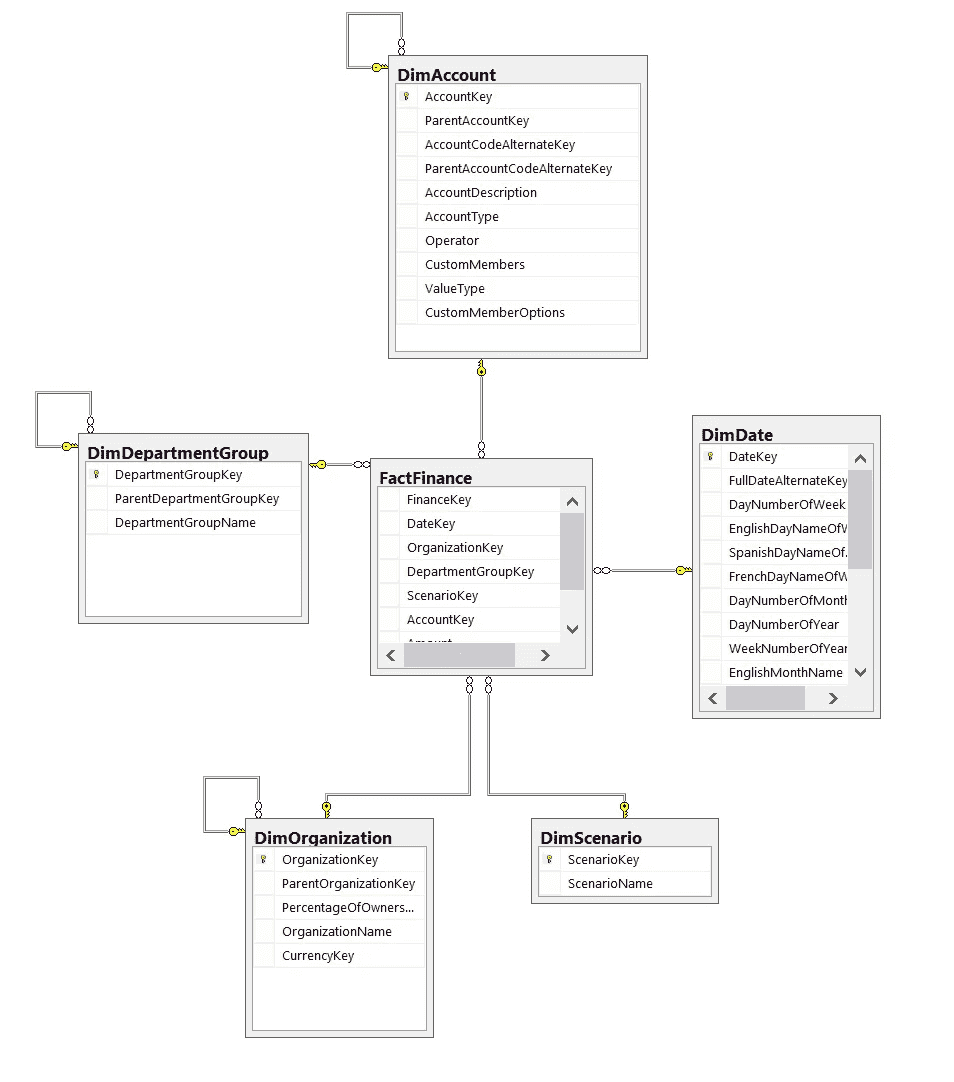 DimAccount
AccountKey
ParentAccountKey
AccountCodeAlternateKey
ParentAccountCodeAlternateKey
AccountDescription
AccountType
Operator
CustomMembers
ValueType
CustomMemberOptions
DimDepartmentGroup
DepartmentGroupKey
ParentDepartmentGroupKey
DepartmentGroupName
FactFinance
FinanceKey
DateKey
OrganizationKey
DepartmentGroupKey
ScenarioKey
AccountKey
DimDate
DateKey
FullDateAlternateKey
DayNumberOfWeek
EnglishDayNameOfW
SpanishDayNameOf.
FrenchDayNameOfW
DayNumberOfMont
DayNumberOfYear
WeekNumberOfYear
EnglishMonthName
DimOrganization
OrganizationKey
ParentOrganizationKey
PercentageOfOwners...
OrganizationName
CurrencyKey
DimScenario
ScenarioKey
ScenarioName